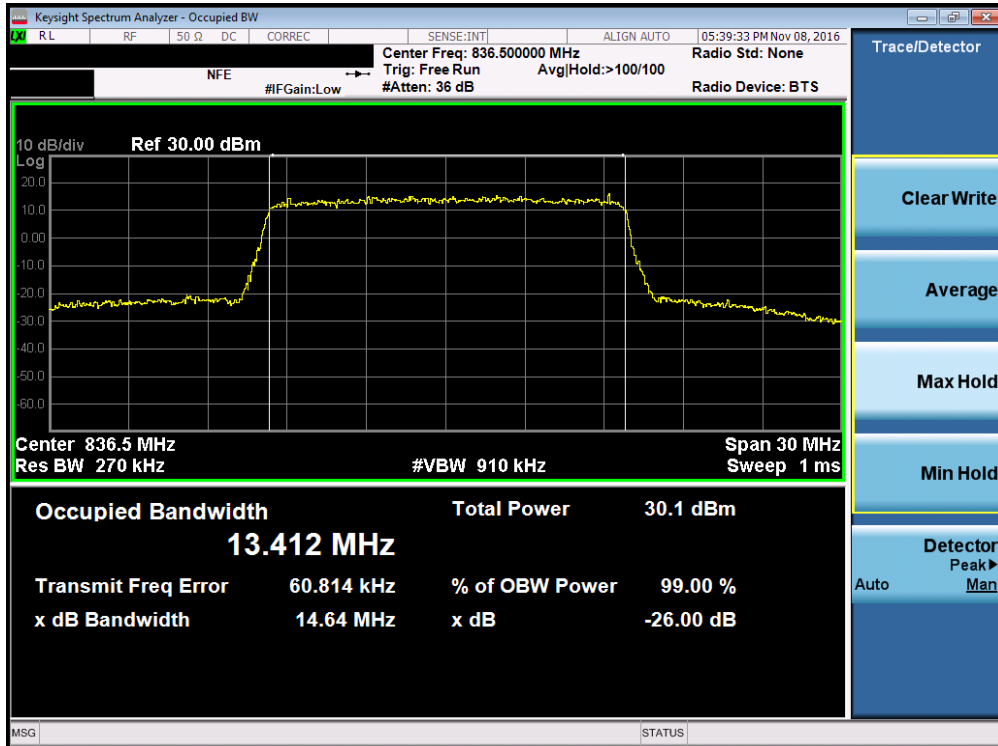 Keysight Spectrum Analyzer - Occupied BW
LXI RL RF 50 Ω DC CORREC SENSE:INT ALIGN AUTO 05:39:33 PM Nov 08, 2016
Center Freq: 836.500000 MHz Radio Std: None
NFE Trig: Free Run Avg|Hold:>100/100
#IFGain:Low #Atten: 36 dB Radio Device: BTS
10 dB/div Ref 30.00 dBm
Log
20.0
10.0
0.00
-10.0
-20.0
-30.0
-40.0
-50.0
-60.0
Center 836.5 MHz Span 30 MHz
Res BW 270 kHz #VBW 910 kHz Sweep 1 ms
Occupied Bandwidth Total Power 30.1 dBm
13.412 MHz
Transmit Freq Error 60.814 kHz % of OBW Power 99.00 %
x dB Bandwidth 14.64 MHz x dB -26.00 dB
MSG STATUS
Trace/Detector
Clear Write
Average
Max Hold
Min Hold
Detector
Peak▶
Auto Man